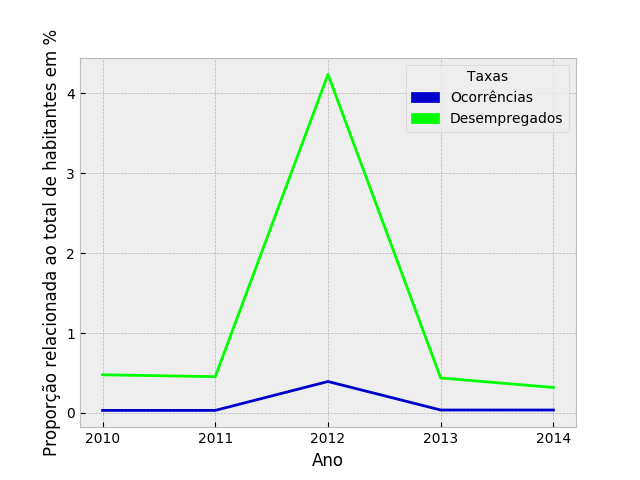 Proporção relacionada ao total de habitantes em %
4
3
2
1
0
Taxas
Ocorrências
Desempregados
2010 2011 2012 2013 2014
Ano